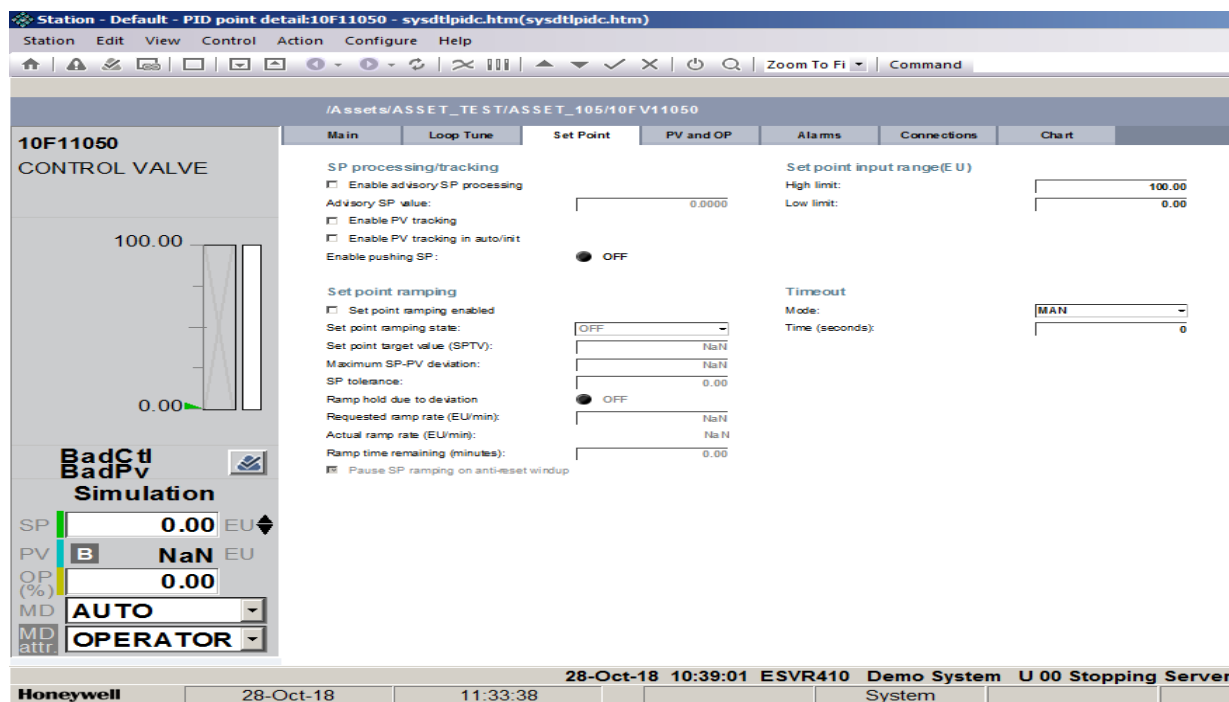 Station - Default - PID point detail:10F11050 - sysdtlpidc.htm(sysdtlpidc.htm)
Station Edit View Control Action Configure Help
Zoom To Fi Command
/Assets/ASSET_TEST/ASSET_105/10FV11050
Main Loop Tune Set Point PV and OP Alarms Connections Chart
10F11050
CONTROL VALVE
100.00
0.00
BadCtl
BadPv
Simulation
SP 0.00 EU
PV B NaN EU
OP (%) 0.00
MD AUTO
MD attr. OPERATOR
SP processing/tracking
Enable advisory SP processing
Advisory SP value: 0.0000
Enable PV tracking
Enable PV tracking in auto/init
Enable pushing SP: OFF
Set point ramping
Set point ramping enabled
Set point ramping state: OFF
Set point target value (SPTV): NaN
Maximum SP-PV deviation: NaN
SP tolerance: 0.00
Ramp hold due to deviation OFF
Requested ramp rate (EU/min): NaN
Actual ramp rate (EU/min): NaN
Ramp time remaining (minutes): 0.00
Pause SP ramping on anti-reset windup
Set point input range(EU)
High limit: 100.00
Low limit: 0.00
Timeout
Mode: MAN
Time (seconds): 0
28-Oct-18 10:39:01 ESVR410 Demo System U 00 Stopping Server
Honeywell 28-Oct-18 11:33:38 System